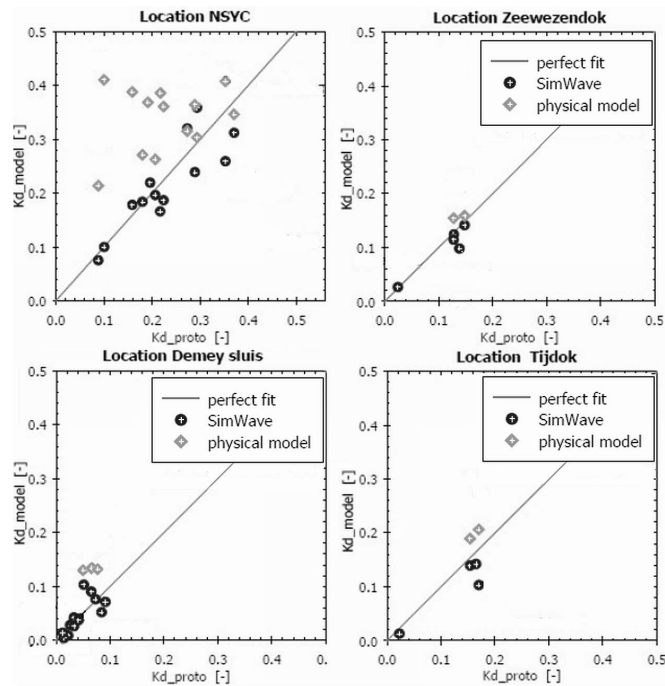 Location NSYC
Kd_model [-]
0.5
0.4
0.3
0.2
0.1
0.0
0.0 0.1 0.2 0.3 0.4 0.5
Kd_proto [-]
Location Zeewezendok
perfect fit
SimWave
physical model
Kd_model [-]
0.5
0.4
0.3
0.2
0.1
0.0
0.0 0.1 0.2 0.3 0.4 0.5
Kd_proto [-]
Location Demey sluis
perfect fit
SimWave
physical model
Kd_model [-]
0.5
0.4
0.3
0.2
0.1
0.0
0.0 0.1 0.2 0.3 0.4 0.
Kd_proto [-]
Location Tijdok
perfect fit
SimWave
physical model
Kd_model [-]
0.5
0.4
0.3
0.2
0.1
0.0
0.0 0.1 0.2 0.3 0.4 0.5
Kd_proto [-]